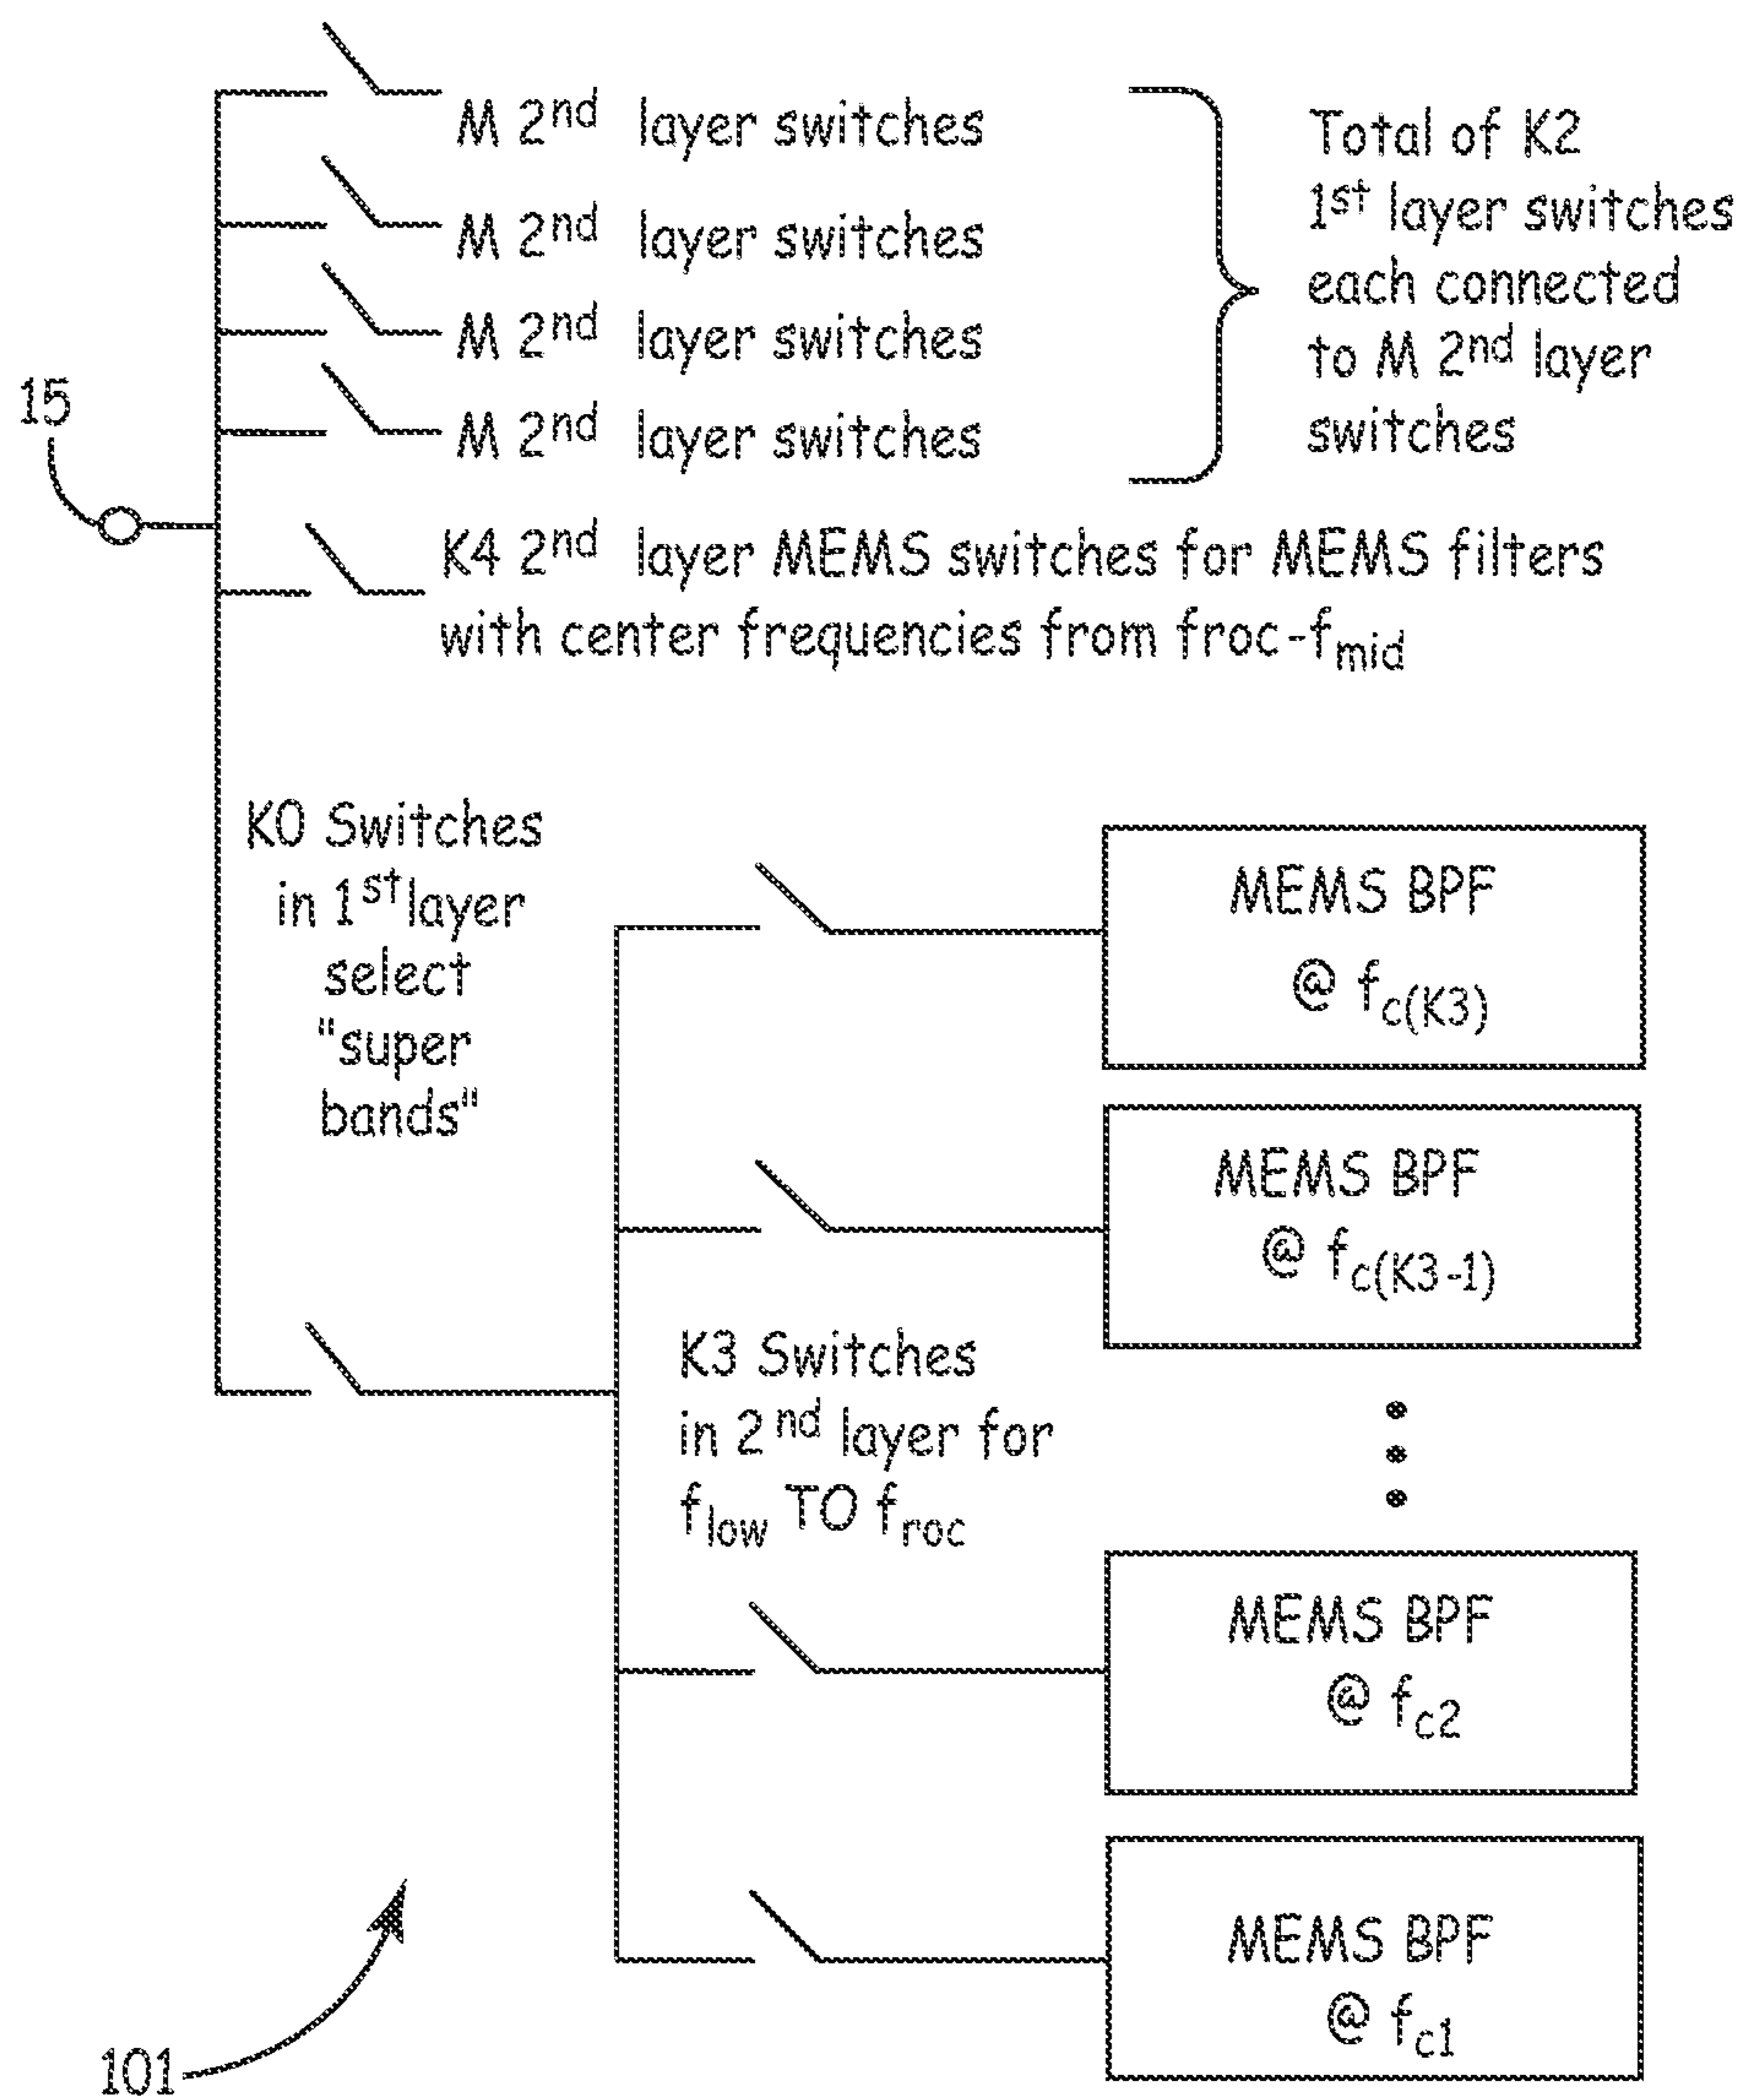 M 2nd layer switches
M 2nd layer switches
M 2nd layer switches
M 2nd layer switches
Total of K2
1st layer switches
each connected
to M 2nd layer
switches
15
K4 2nd layer MEMS switches for MEMS filters
with center frequencies from froc-fmid
K0 Switches
in 1st layer
select
"super
bands"
MEMS BPF
@ fc(K3)
MEMS BPF
@ fc(K3-1)
K3 Switches
in 2nd layer for
flow TO froc
MEMS BPF
@ fc2
MEMS BPF
@ fc1
101